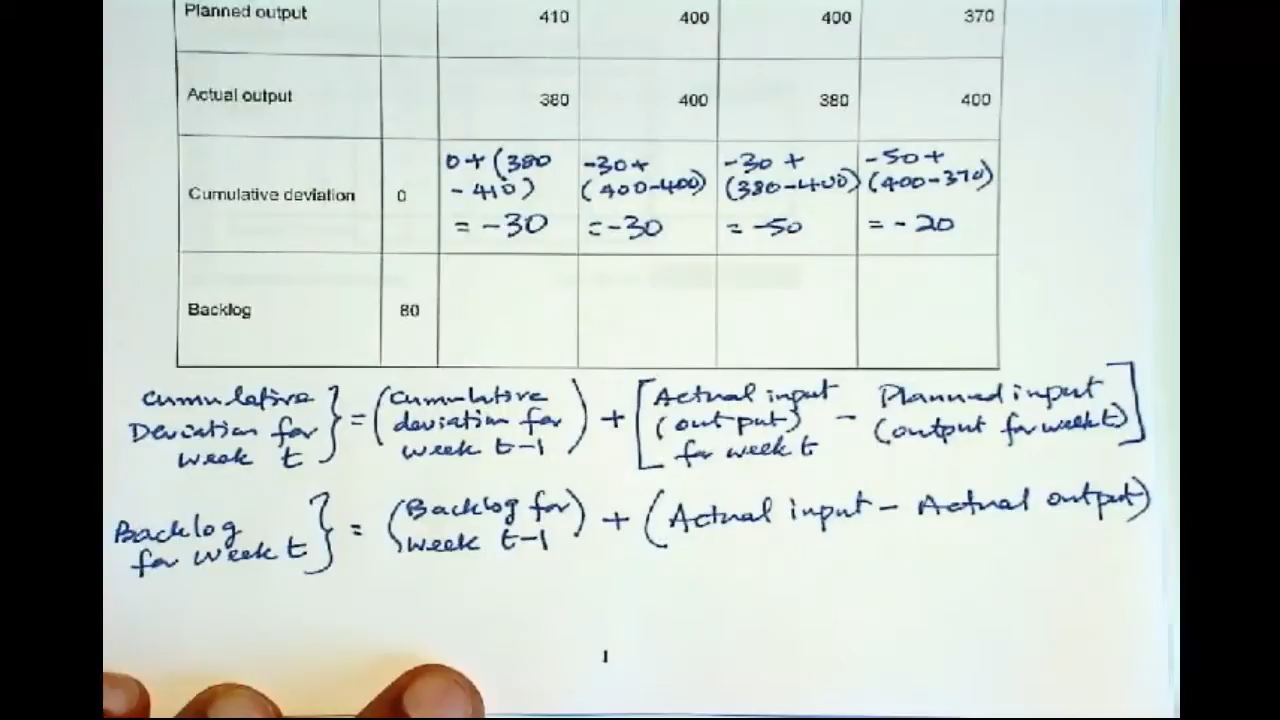 Planned output 410 400 400 370
Actual output 380 400 380 400
0+(380 -30+ -30+ -50+
Cumulative deviation 0 -410) (400-400) (380-400) (400-370)
= -30 = -30 = -50 = - 20
Backlog 80
Cumulative Deviation for week t } = (Cumulative deviation for week t-1) + [Actual input (output) for week t - Planned input (output for week t)]
Backlog for week t } = (Backlog for week t-1) + (Actual input - Actual output)
1